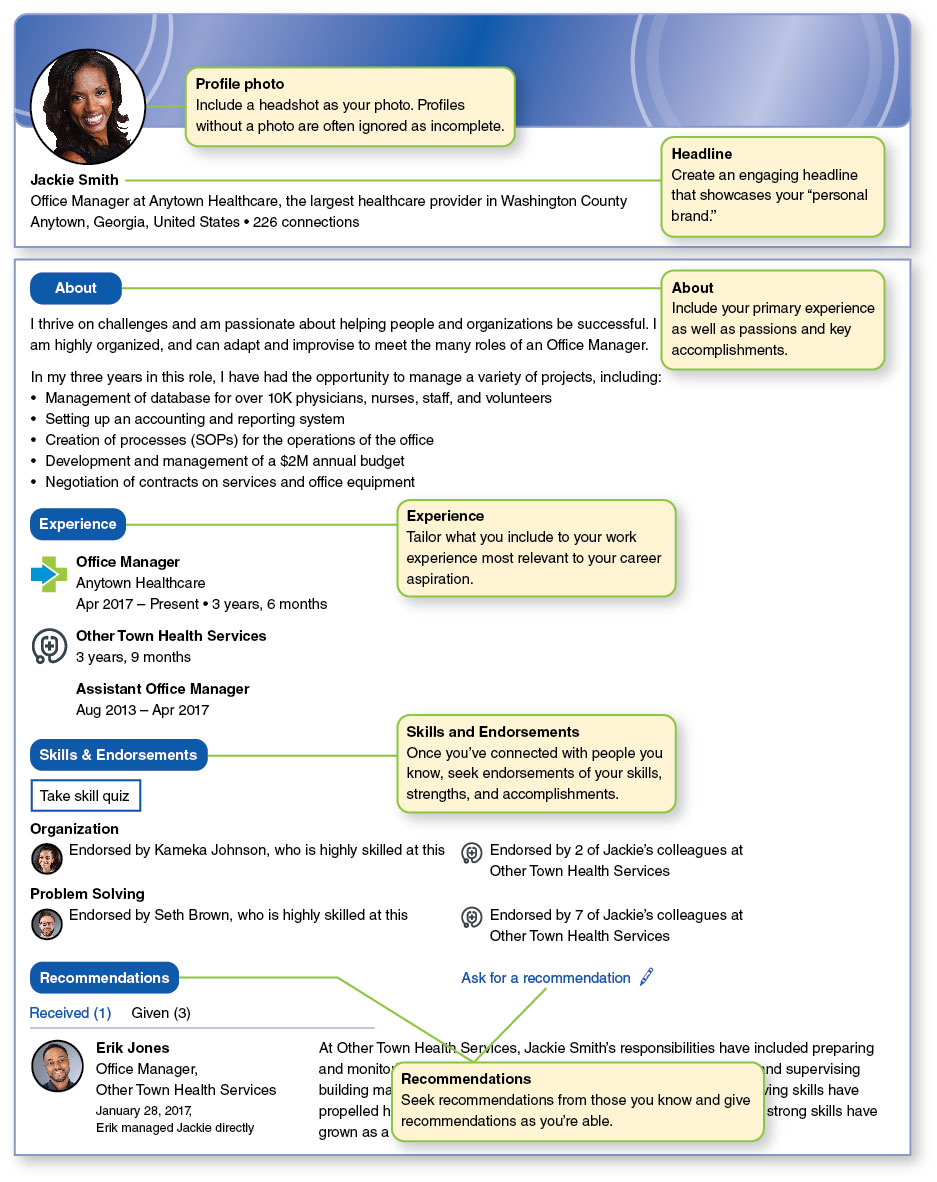 Profile photo
Include a headshot as your photo. Profiles
without a photo are often ignored as incomplete.
Headline
Create an engaging headline
that showcases your “personal
brand.”
Jackie Smith
Office Manager at Anytown Healthcare, the largest healthcare provider in Washington County
Anytown, Georgia, United States • 226 connections
About
About
Include your primary experience
as well as passions and key
accomplishments.
I thrive on challenges and am passionate about helping people and organizations be successful. I
am highly organized, and can adapt and improvise to meet the many roles of an Office Manager.
In my three years in this role, I have had the opportunity to manage a variety of projects, including:
• Management of database for over 10K physicians, nurses, staff, and volunteers
• Setting up an accounting and reporting system
• Creation of processes (SOPs) for the operations of the office
• Development and management of a $2M annual budget
• Negotiation of contracts on services and office equipment
Experience
Experience
Tailor what you include to your work
experience most relevant to your career
aspiration.
Office Manager
Anytown Healthcare
Apr 2017 – Present • 3 years, 6 months
Other Town Health Services
3 years, 9 months
Assistant Office Manager
Aug 2013 – Apr 2017
Skills & Endorsements
Skills and Endorsements
Once you’ve connected with people you
know, seek endorsements of your skills,
strengths, and accomplishments.
Take skill quiz
Organization
Endorsed by Kameka Johnson, who is highly skilled at this
Endorsed by 2 of Jackie’s colleagues at
Other Town Health Services
Problem Solving
Endorsed by Seth Brown, who is highly skilled at this
Endorsed by 7 of Jackie’s colleagues at
Other Town Health Services
Recommendations
Ask for a recommendation
Received (1) Given (3)
Erik Jones
Office Manager,
Other Town Health Services
January 28, 2017,
Erik managed Jackie directly
At Other Town Health Services, Jackie Smith’s responsibilities have included preparing
and supervising
building
skills have
propelled strong skills have
grown as a
Recommendations
Seek recommendations from those you know and give
recommendations as you’re able.